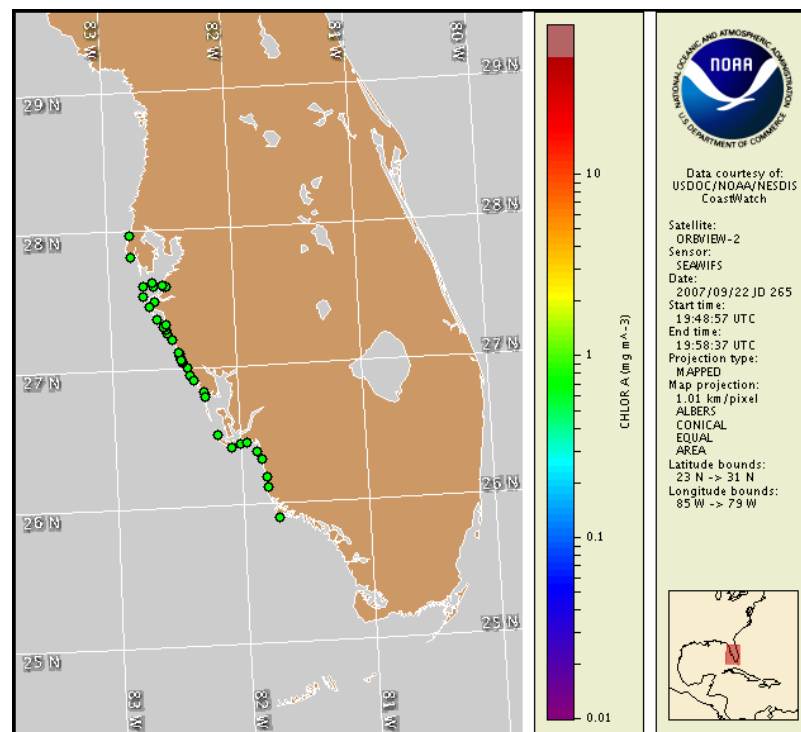 83 W
82 W
81 W
80 W
29 N
29 N
28 N
28 N
27 N
27 N
26 N
26 N
25 N
25 N
83 W
82 W
81 W
10
1
0.1
0.01
CHLOR A (mg m^-3)
NATIONAL OCEANIC AND ATMOSPHERIC ADMINISTRATION
NOAA
U.S. DEPARTMENT OF COMMERCE
Data courtesy of:
USDOC/NOAA/NESDIS
CoastWatch
Satellite:
ORBVIEW-2
Sensor:
SEAWIFS
Date:
2007/09/22 JD 265
Start time:
19:48:57 UTC
End time:
19:58:37 UTC
Projection type:
MAPPED
Map projection:
1.01 km/pixel
ALBERS
CONICAL
EQUAL
AREA
Latitude bounds:
23 N -> 31 N
Longitude bounds:
85 W -> 79 W